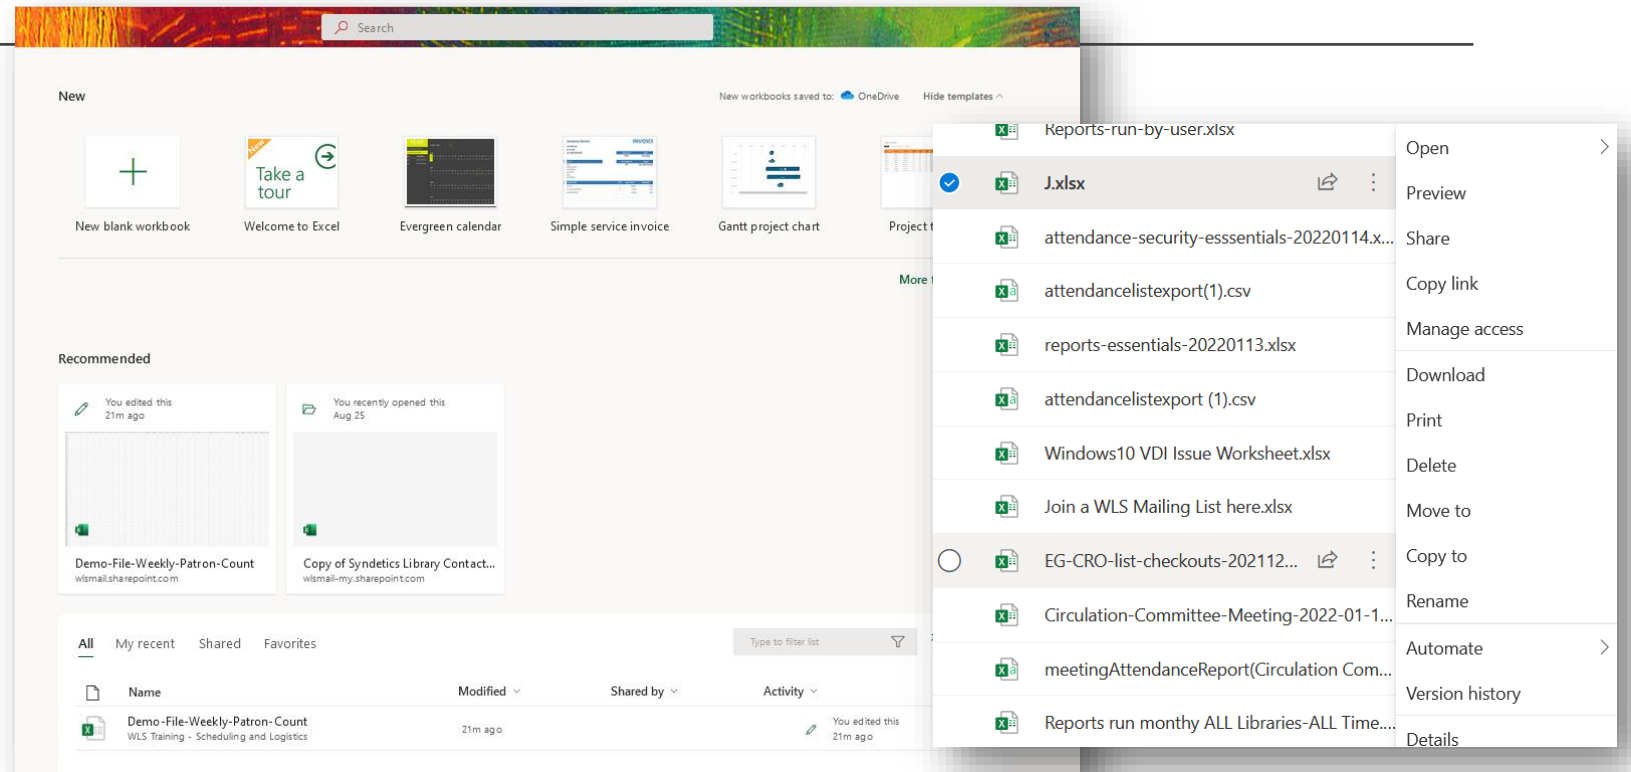 Search
New
New workbooks saved to: OneDrive Hide templates
New
Take a
tour
INVOICE
New blank workbook
Welcome to Excel
Evergreen calendar
Simple service invoice
Gantt project chart
Project t
More t
Recommended
You edited this
21m ago
Demo-File-Weekly-Patron-Count
wlsmail.sharepoint.com
You recently opened this
Aug 25
Copy of Syndetics Library Contact...
wlsmail-my.sharepoint.com
All My recent Shared Favorites
Type to filter list
Name Modified Shared by Activity
Demo-File-Weekly-Patron-Count
WLS Training - Scheduling and Logistics
21m ago
You edited this
21m ago
Reports-run-by-user.xlsx
J.xlsx
attendance-security-esssentials-20220114.x...
attendancelistexport(1).csv
reports-essentials-20220113.xlsx
attendancelistexport (1).csv
Windows10 VDI Issue Worksheet.xlsx
Join a WLS Mailing List here.xlsx
EG-CRO-list-checkouts-202112...
Circulation-Committee-Meeting-2022-01-1...
meetingAttendanceReport(Circulation Com...
Reports run monthy ALL Libraries-ALL Time....
Open
Preview
Share
Copy link
Manage access
Download
Print
Delete
Move to
Copy to
Rename
Automate
Version history
Details